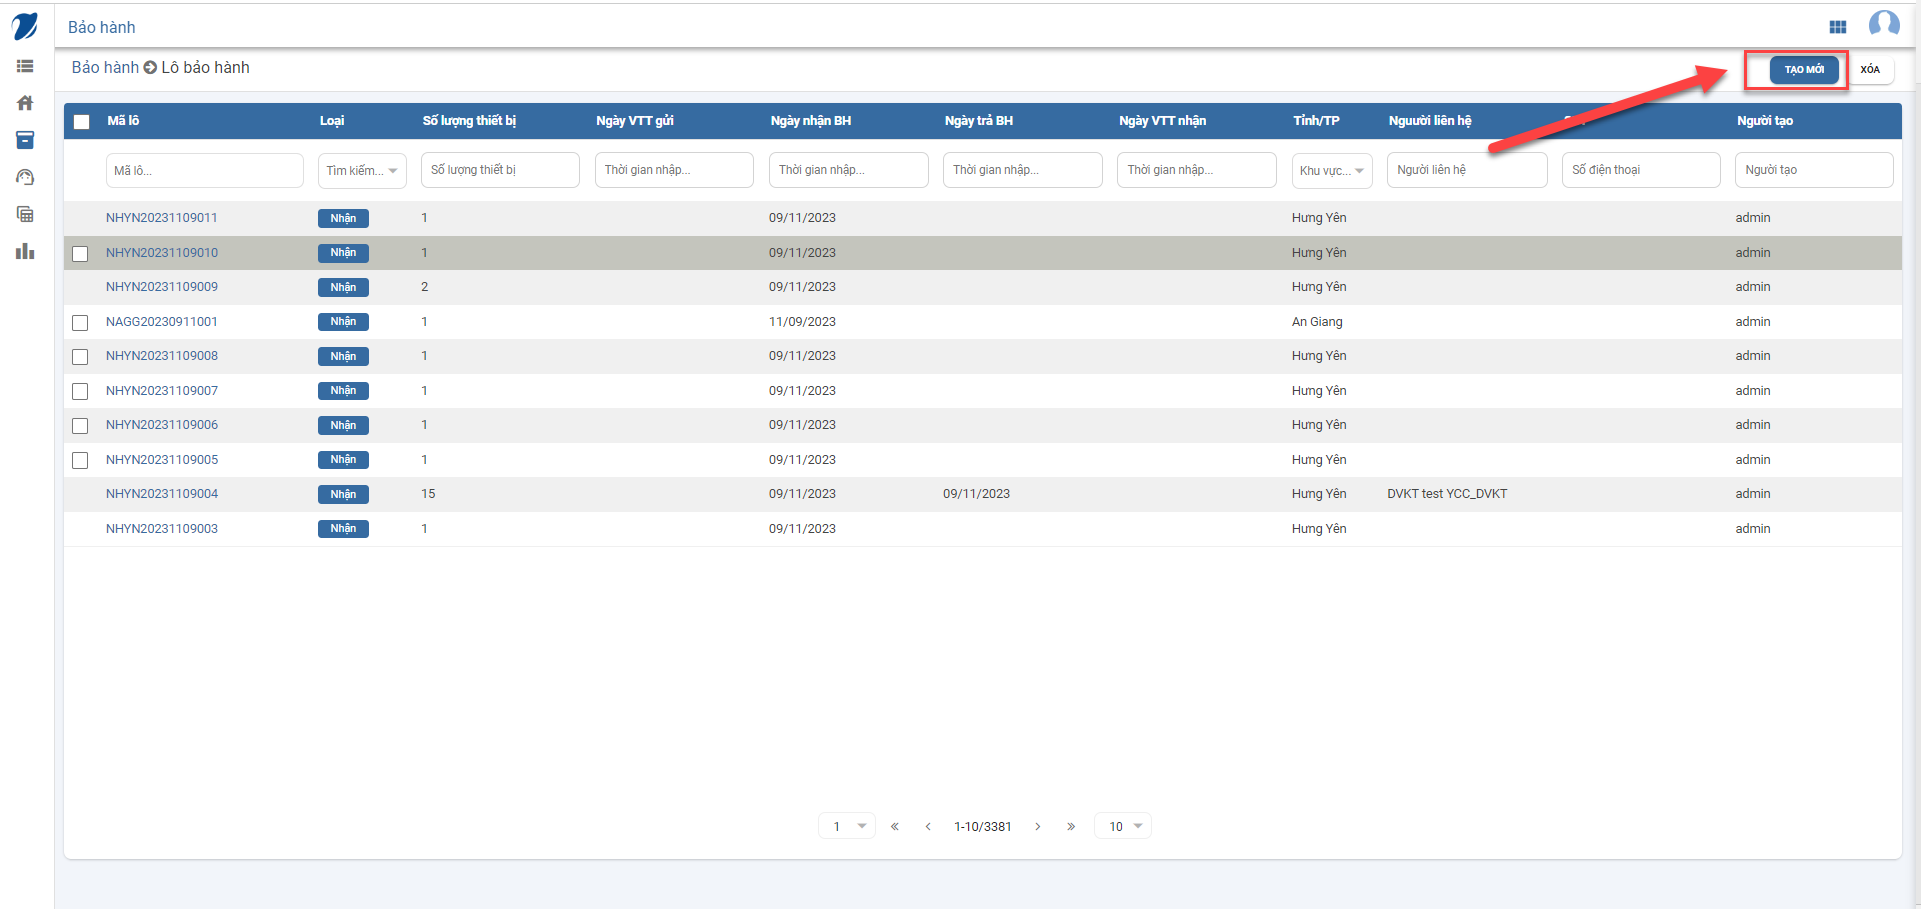 Bảo hành
Bảo hành Lô bảo hành
TẠO MỚI XÓA
Mã lô Loại Số lượng thiết bị Ngày VTT gửi Ngày nhận BH Ngày trả BH Ngày VTT nhận Tỉnh/TP Nguười liên hệ Người tạo
Mã lô... Tìm kiếm... Số lượng thiết bị Thời gian nhập... Thời gian nhập... Thời gian nhập... Thời gian nhập... Khu vực... Người liên hệ Số điện thoại Người tạo
NHYN20231109011 Nhận 1 09/11/2023 Hưng Yên admin
NHYN20231109010 Nhận 1 09/11/2023 Hưng Yên admin
NHYN20231109009 Nhận 2 09/11/2023 Hưng Yên admin
NAGG20230911001 Nhận 1 11/09/2023 An Giang admin
NHYN20231109008 Nhận 1 09/11/2023 Hưng Yên admin
NHYN20231109007 Nhận 1 09/11/2023 Hưng Yên admin
NHYN20231109006 Nhận 1 09/11/2023 Hưng Yên admin
NHYN20231109005 Nhận 1 09/11/2023 Hưng Yên admin
NHYN20231109004 Nhận 15 09/11/2023 09/11/2023 Hưng Yên DVKT test YCC_DVKT admin
NHYN20231109003 Nhận 1 09/11/2023 Hưng Yên admin
1 « ‹ 1-10/3381 › » 10